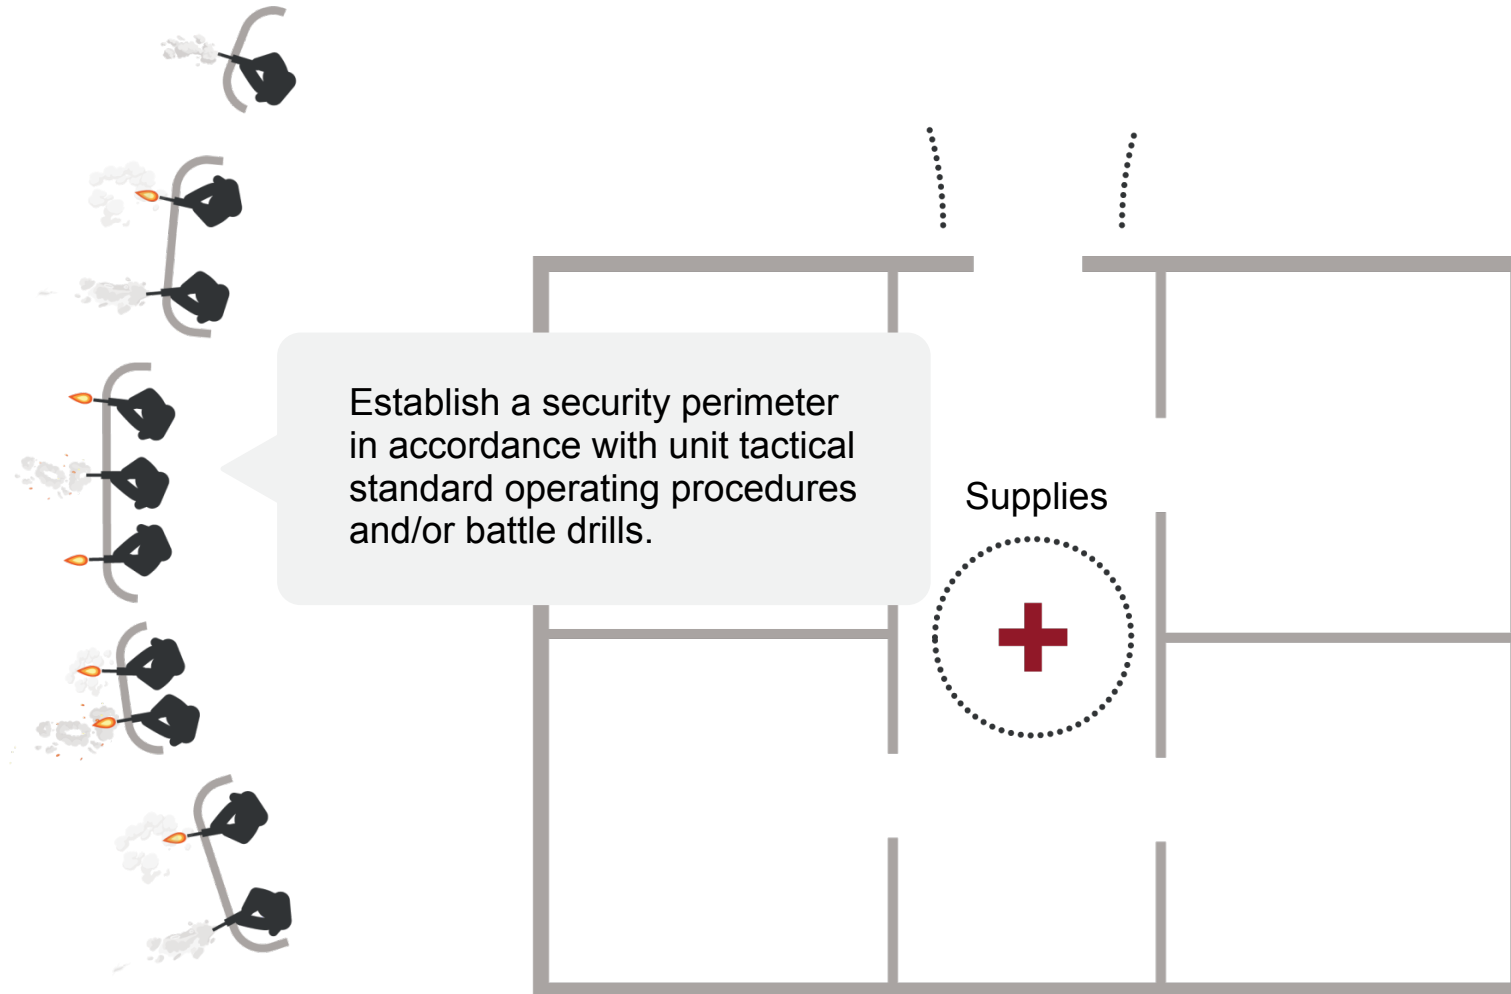 Establish a security perimeter
in accordance with unit tactical
standard operating procedures
and/or battle drills.
Supplies